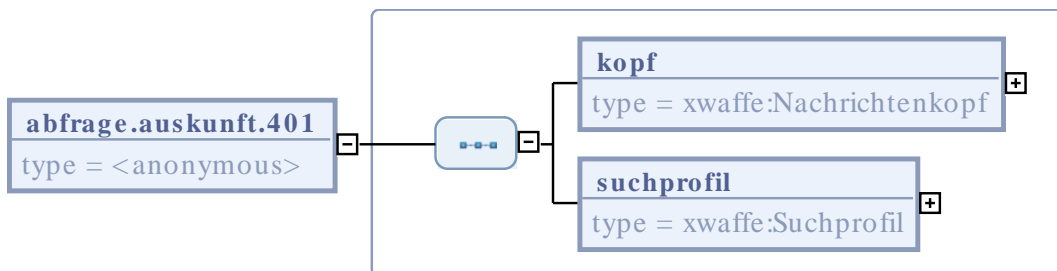 abfrage.auskunft.401
type = <anonymous>
kopf
type = xwaffe:Nachrichtenkopf
suchprofil
type = xwaffe:Suchprofil